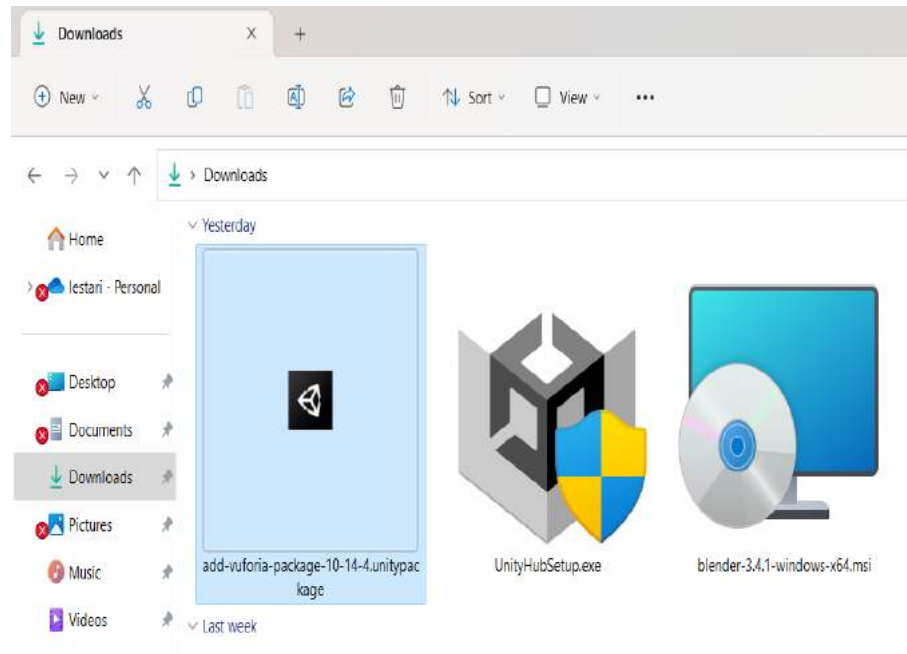 Downloads
New
Sort
View
Downloads
Home
lestari - Personal
Desktop
Documents
Downloads
Pictures
Music
Videos
Yesterday
add-vuforia-package-10-14-4.unitypac
kage
UnityHubSetup.exe
blender-3.4.1-windows-x64.msi
Last week